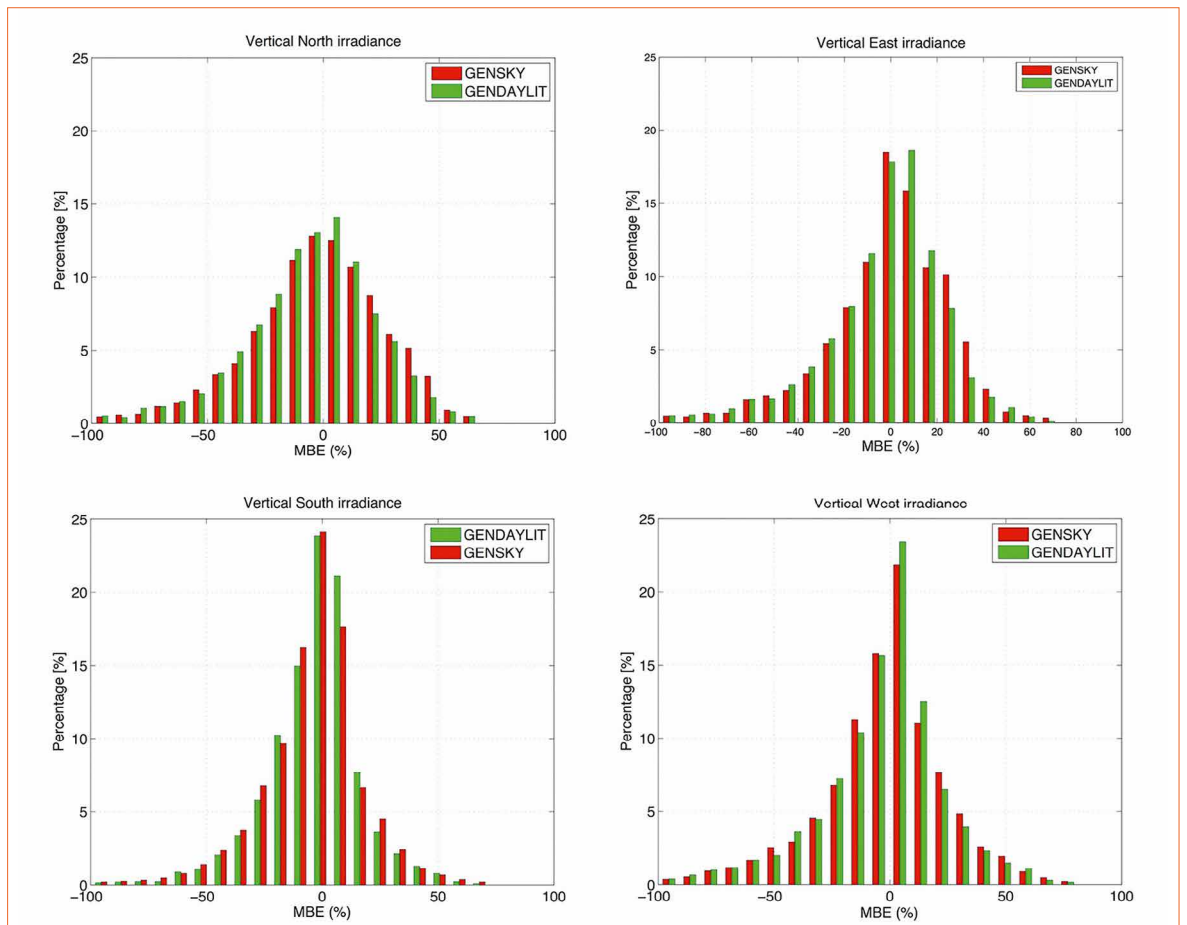 Vertical North irradiance
25
20
15
10
5
0
Percentage [%]
GENSKY
GENDAYLIT
−100
−50
0
50
100
MBE (%)
Vertical East irradiance
25
20
15
10
5
0
Percentage [%]
GENSKY
GENDAYLIT
−100
−80
−60
−40
−20
0
20
40
60
80
100
MBE (%)
Vertical South irradiance
25
20
15
10
5
0
Percentage [%]
GENDAYLIT
GENSKY
−100
−50
0
50
100
MBE (%)
Vertical West irradiance
25
20
15
10
5
0
Percentage [%]
GENSKY
GENDAYLIT
−100
−50
0
50
100
MBE (%)